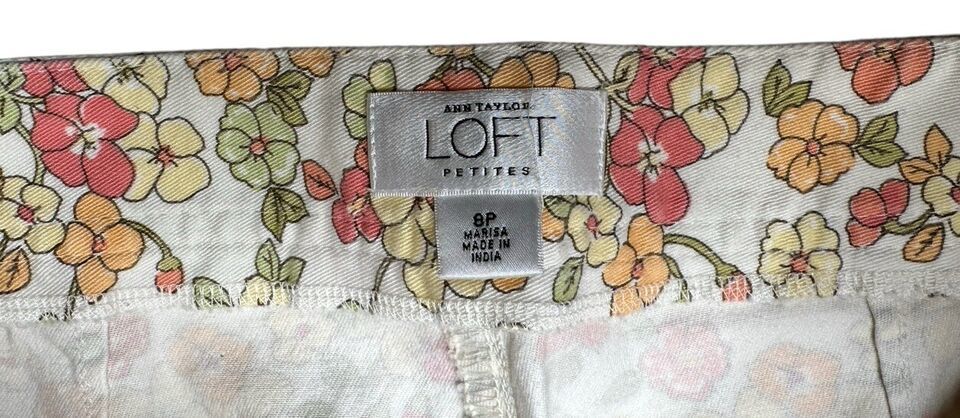 ANN TAYLOR
LOFT
PETITES
8P
MARISA
MADE IN
INDIA